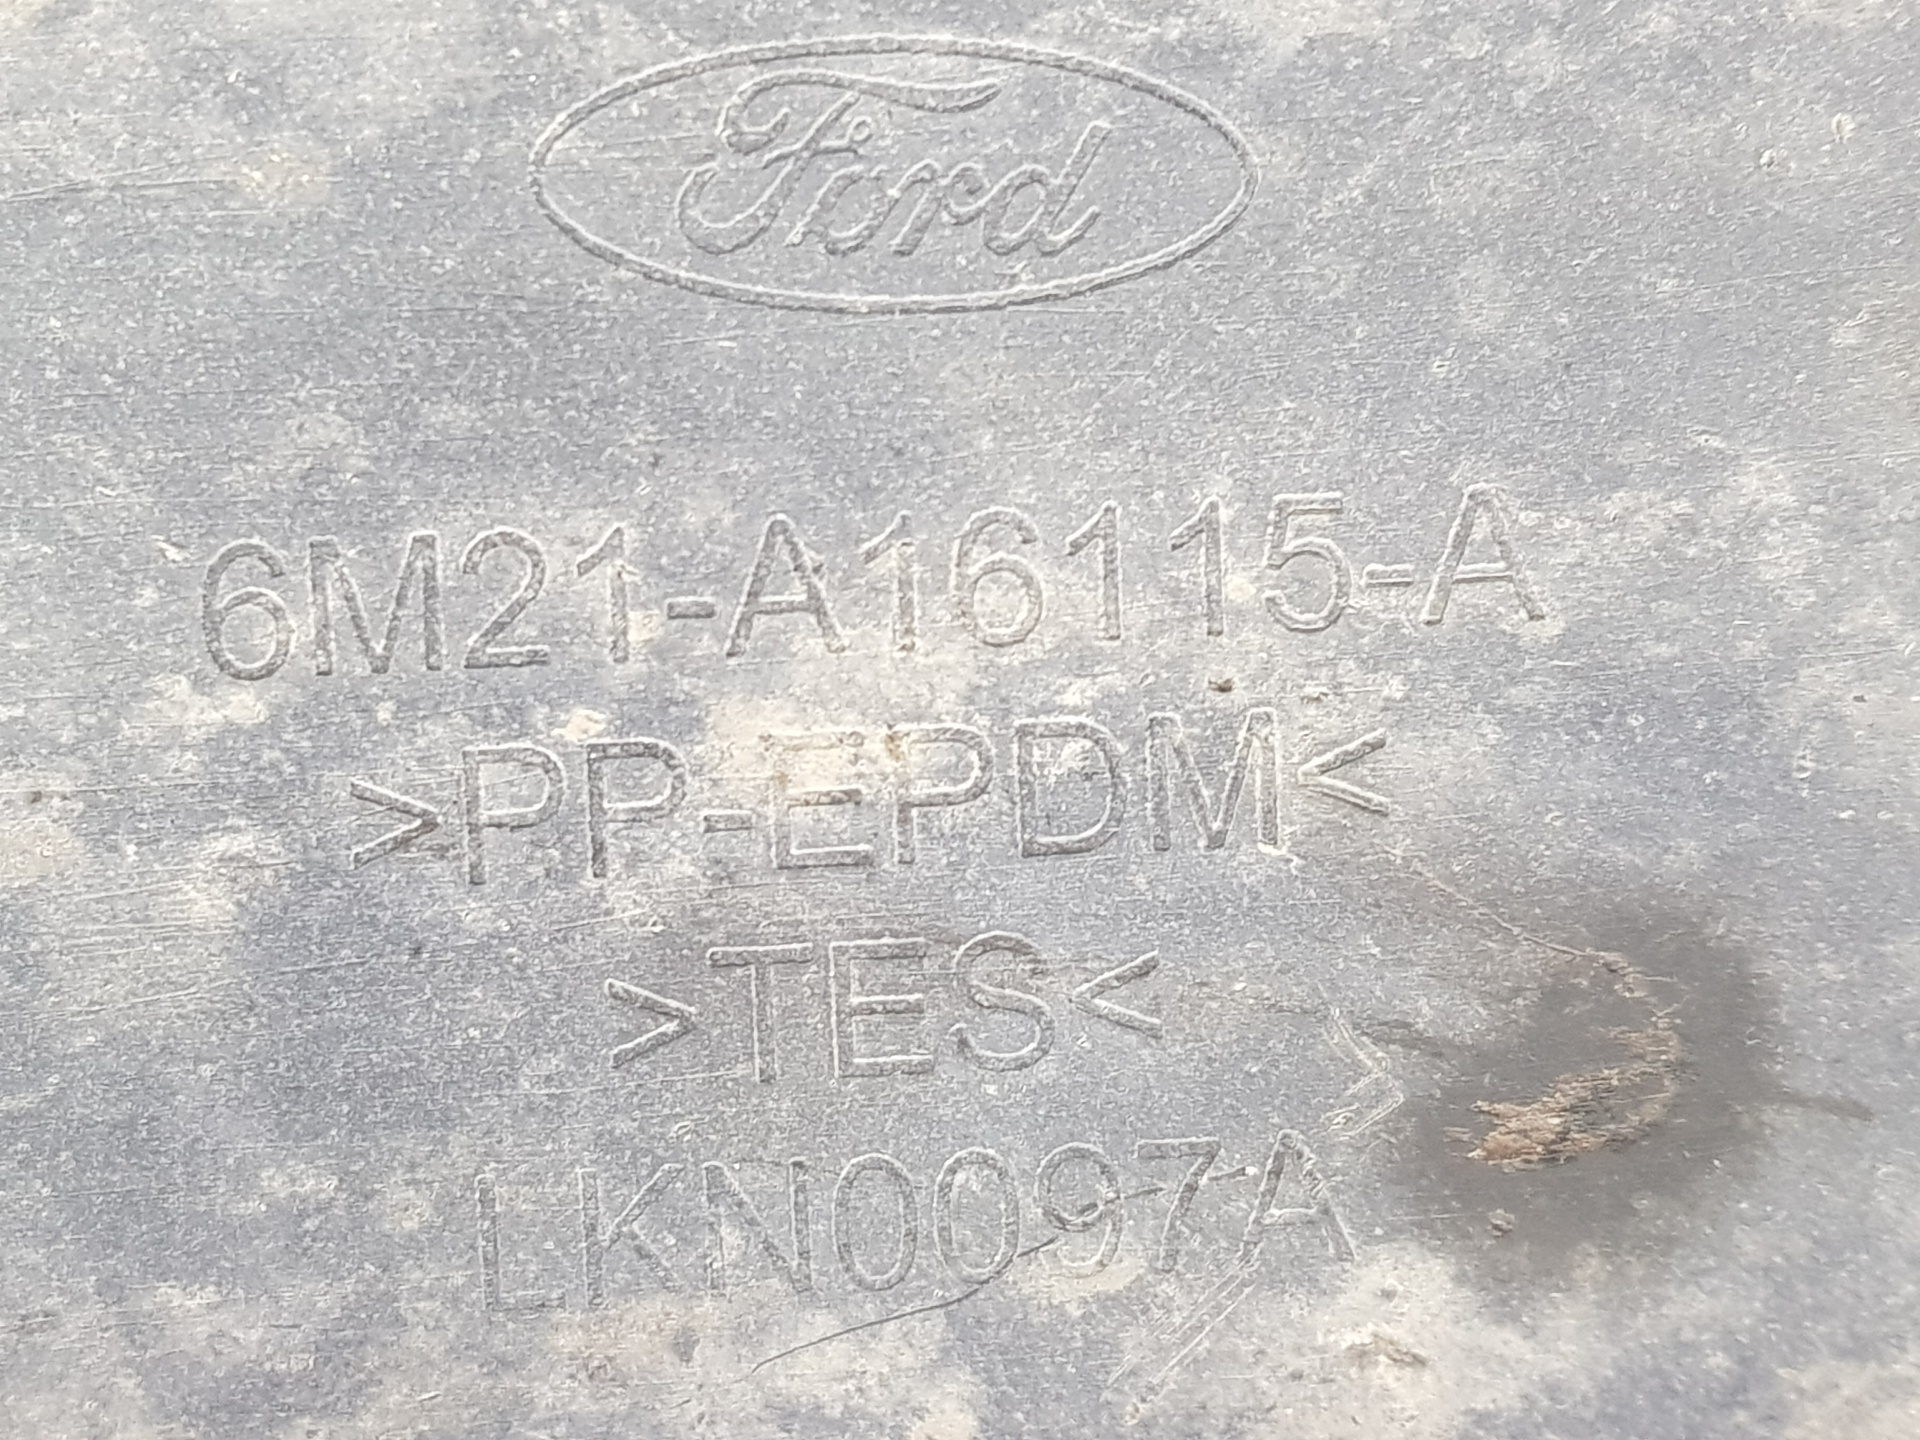 Ford
6M21-A16115-A
>PP-EPDM<
>TES<
LKN0097A